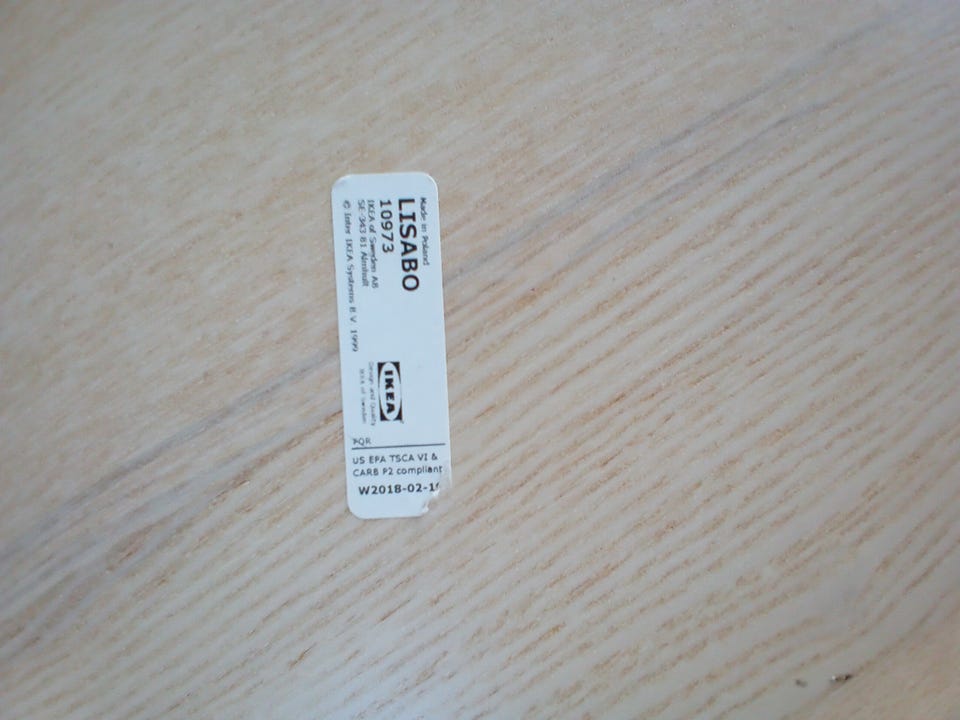 Made in Poland
LISABO
10973
IKEA of Sweden AB
SE-343 81 Älmhult
© Inter IKEA Systems B.V. 1999
IKEA
Design and Quality
IKEA of Sweden
US EPA TSCA VI &
CARB P2 compliant